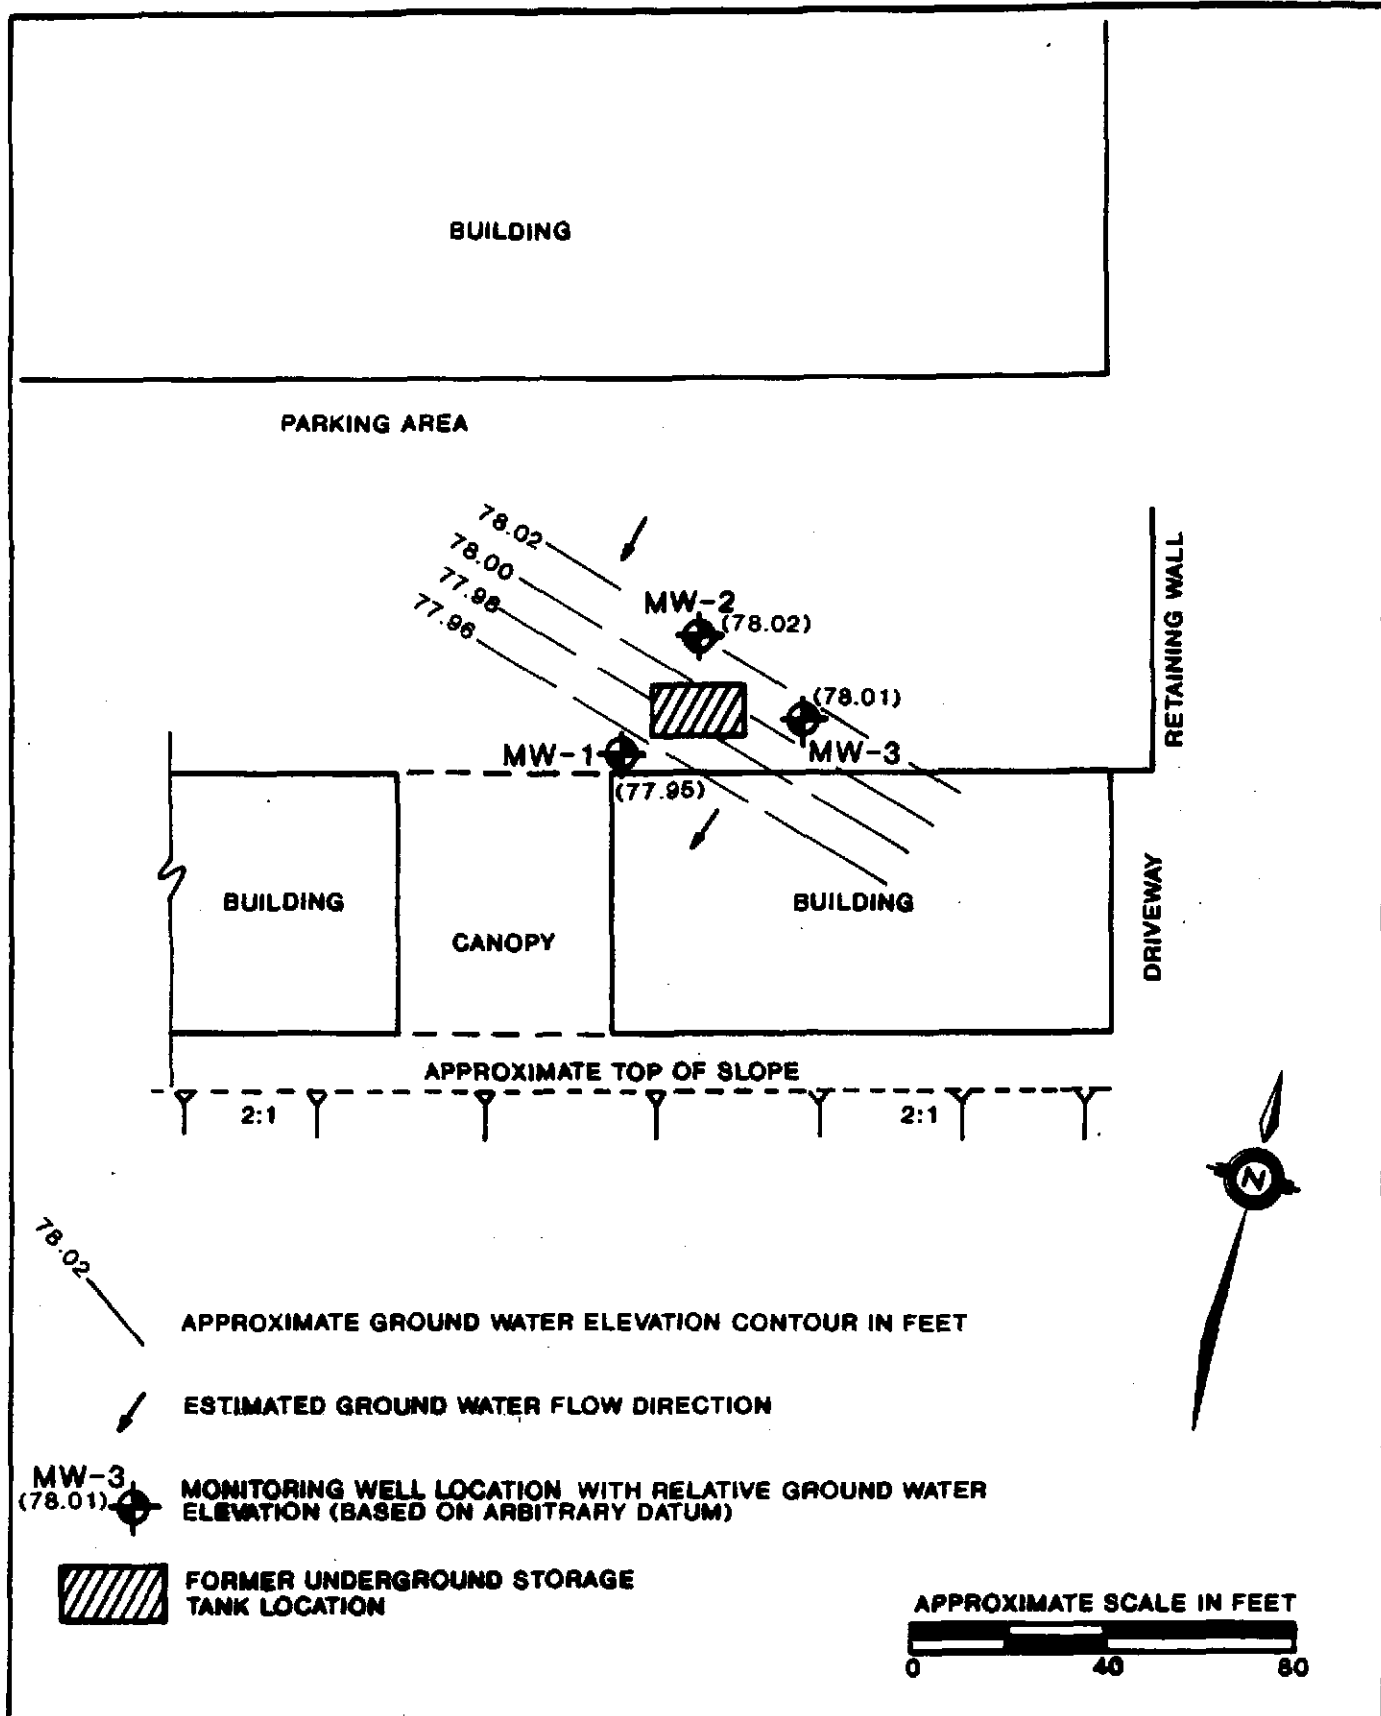 BUILDING
PARKING AREA
78.02
78.00
77.98
77.96
MW-2
(78.02)
(78.01)
MW-1
MW-3
(77.95)
RETAINING WALL
BUILDING
CANOPY
BUILDING
DRIVEWAY
APPROXIMATE TOP OF SLOPE
2:1
2:1
N
78.02
APPROXIMATE GROUND WATER ELEVATION CONTOUR IN FEET
ESTIMATED GROUND WATER FLOW DIRECTION
MW-3
(78.01)
MONITORING WELL LOCATION WITH RELATIVE GROUND WATER
ELEVATION (BASED ON ARBITRARY DATUM)
FORMER UNDERGROUND STORAGE
TANK LOCATION
APPROXIMATE SCALE IN FEET
0 40 80